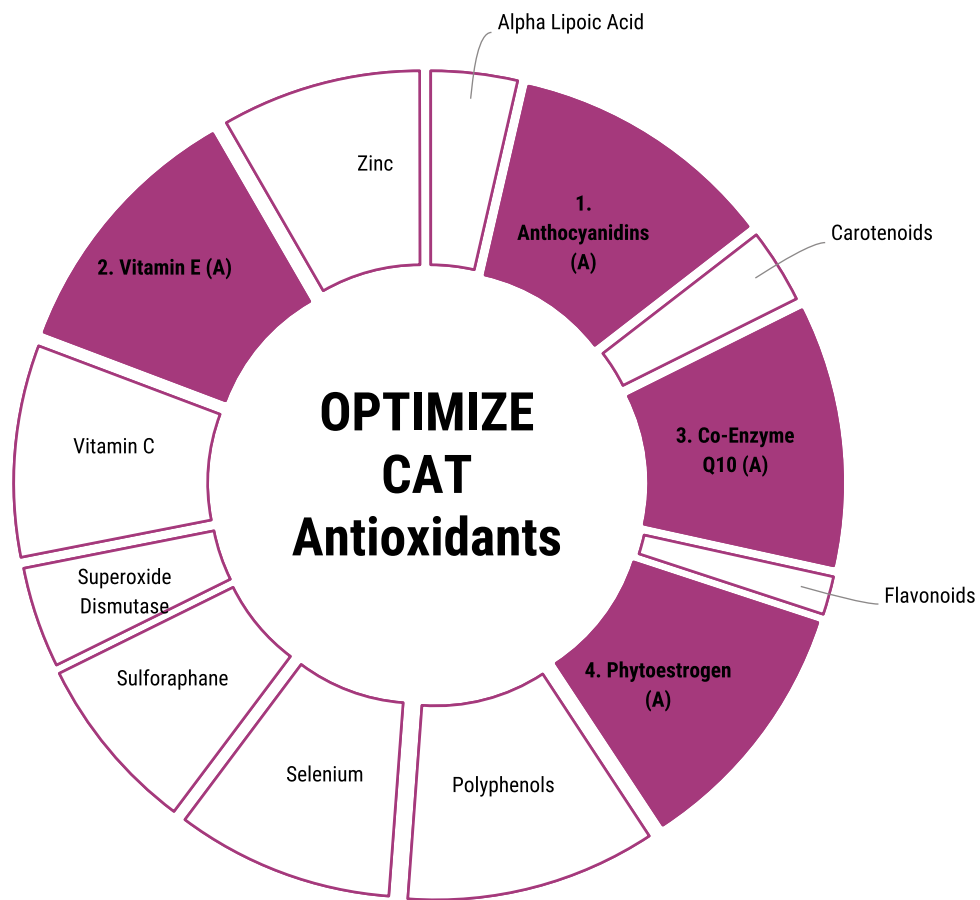 Alpha Lipoic Acid
Zinc
1.
Anthocyanidins
(A)
Carotenoids
2. Vitamin E (A)
OPTIMIZE
CAT
Antioxidants
3. Co-Enzyme
Q10 (A)
Vitamin C
Superoxide
Dismutase
Flavonoids
Sulforaphane
4. Phytoestrogen
(A)
Selenium
Polyphenols